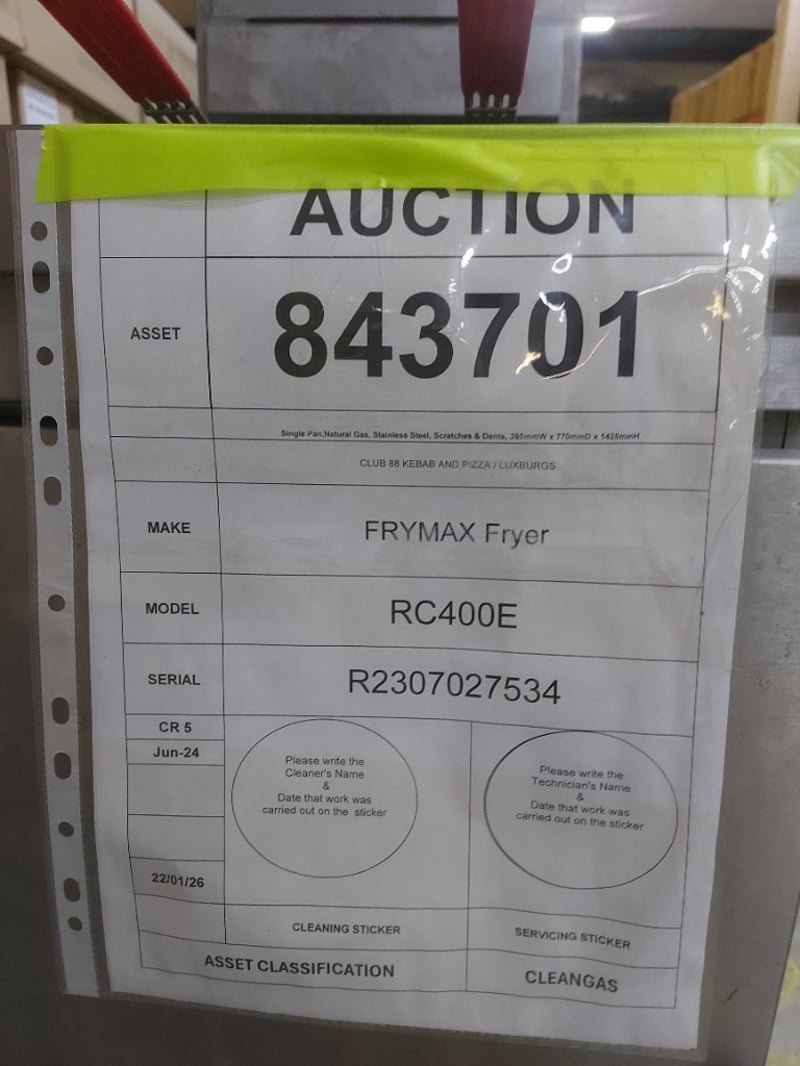 AUCTION
ASSET
843701
Single Pan,Natural Gas, Stainless Steel, Scratches & Dents, 395mmW x 770mmD x 1425mmH
CLUB 88 KEBAB AND PIZZA / LUXBURGS
MAKE
FRYMAX Fryer
MODEL
RC400E
SERIAL
R2307027534
CR 5
Jun-24
22/01/26
Please write the
Cleaner's Name
&
Date that work was
carried out on the sticker
Please write the
Technician's Name
&
Date that work was
carried out on the sticker
CLEANING STICKER
SERVICING STICKER
ASSET CLASSIFICATION
CLEANGAS